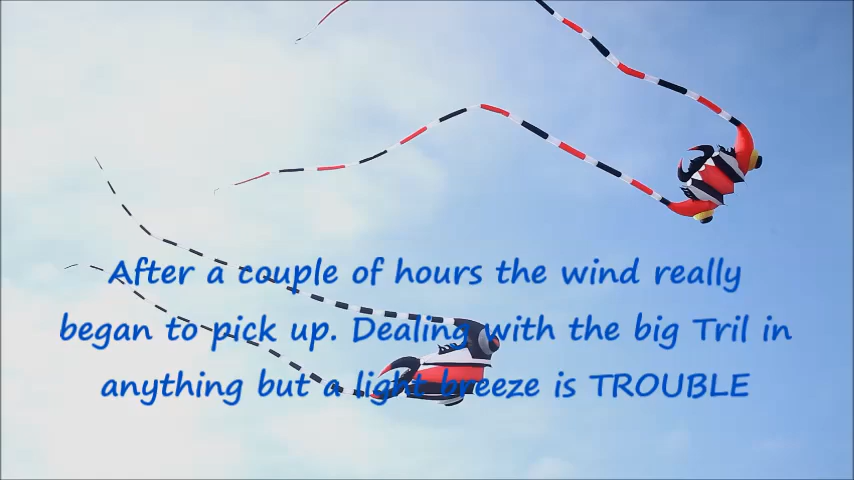 After a couple of hours the wind really
began to pick up. Dealing with the big Tril in
anything but a light breeze is TROUBLE